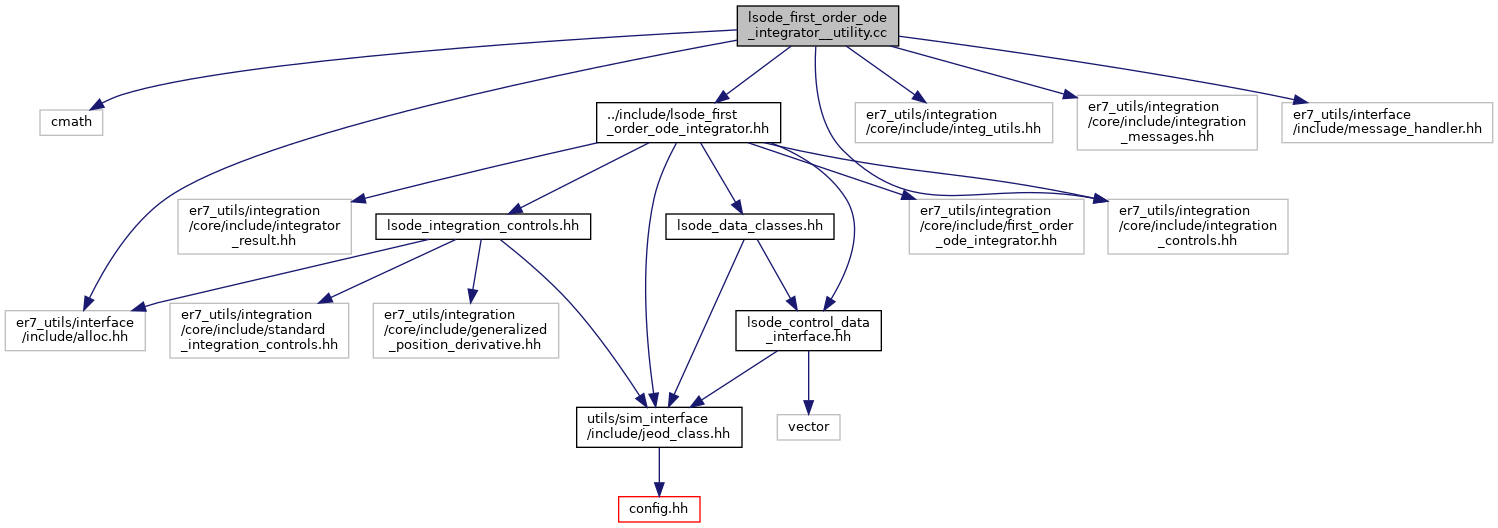 lsode_first_order_ode
_integrator__utility.cc
cmath
../include/lsode_first
_order_ode_integrator.hh
er7_utils/integration
/core/include/integ_utils.hh
er7_utils/integration
/core/include/integration
_messages.hh
er7_utils/interface
/include/message_handler.hh
er7_utils/integration
/core/include/integrator
_result.hh
lsode_integration_controls.hh
lsode_data_classes.hh
er7_utils/integration
/core/include/first_order
_ode_integrator.hh
er7_utils/integration
/core/include/integration
_controls.hh
er7_utils/interface
/include/alloc.hh
er7_utils/integration
/core/include/standard
_integration_controls.hh
er7_utils/integration
/core/include/generalized
_position_derivative.hh
lsode_control_data
_interface.hh
utils/sim_interface
/include/jeod_class.hh
vector
config.hh